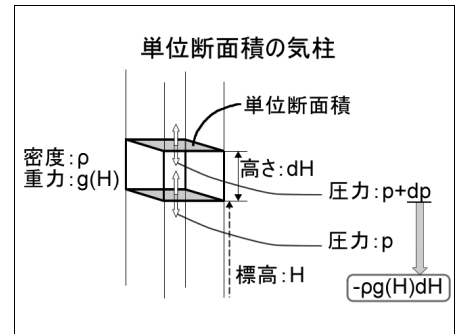 単位断面積の気柱
単位断面積
密度:ρ
重力:g(H)
高さ:dH
圧力:p+dp
圧力:p
標高:H
-ρg(H)dH